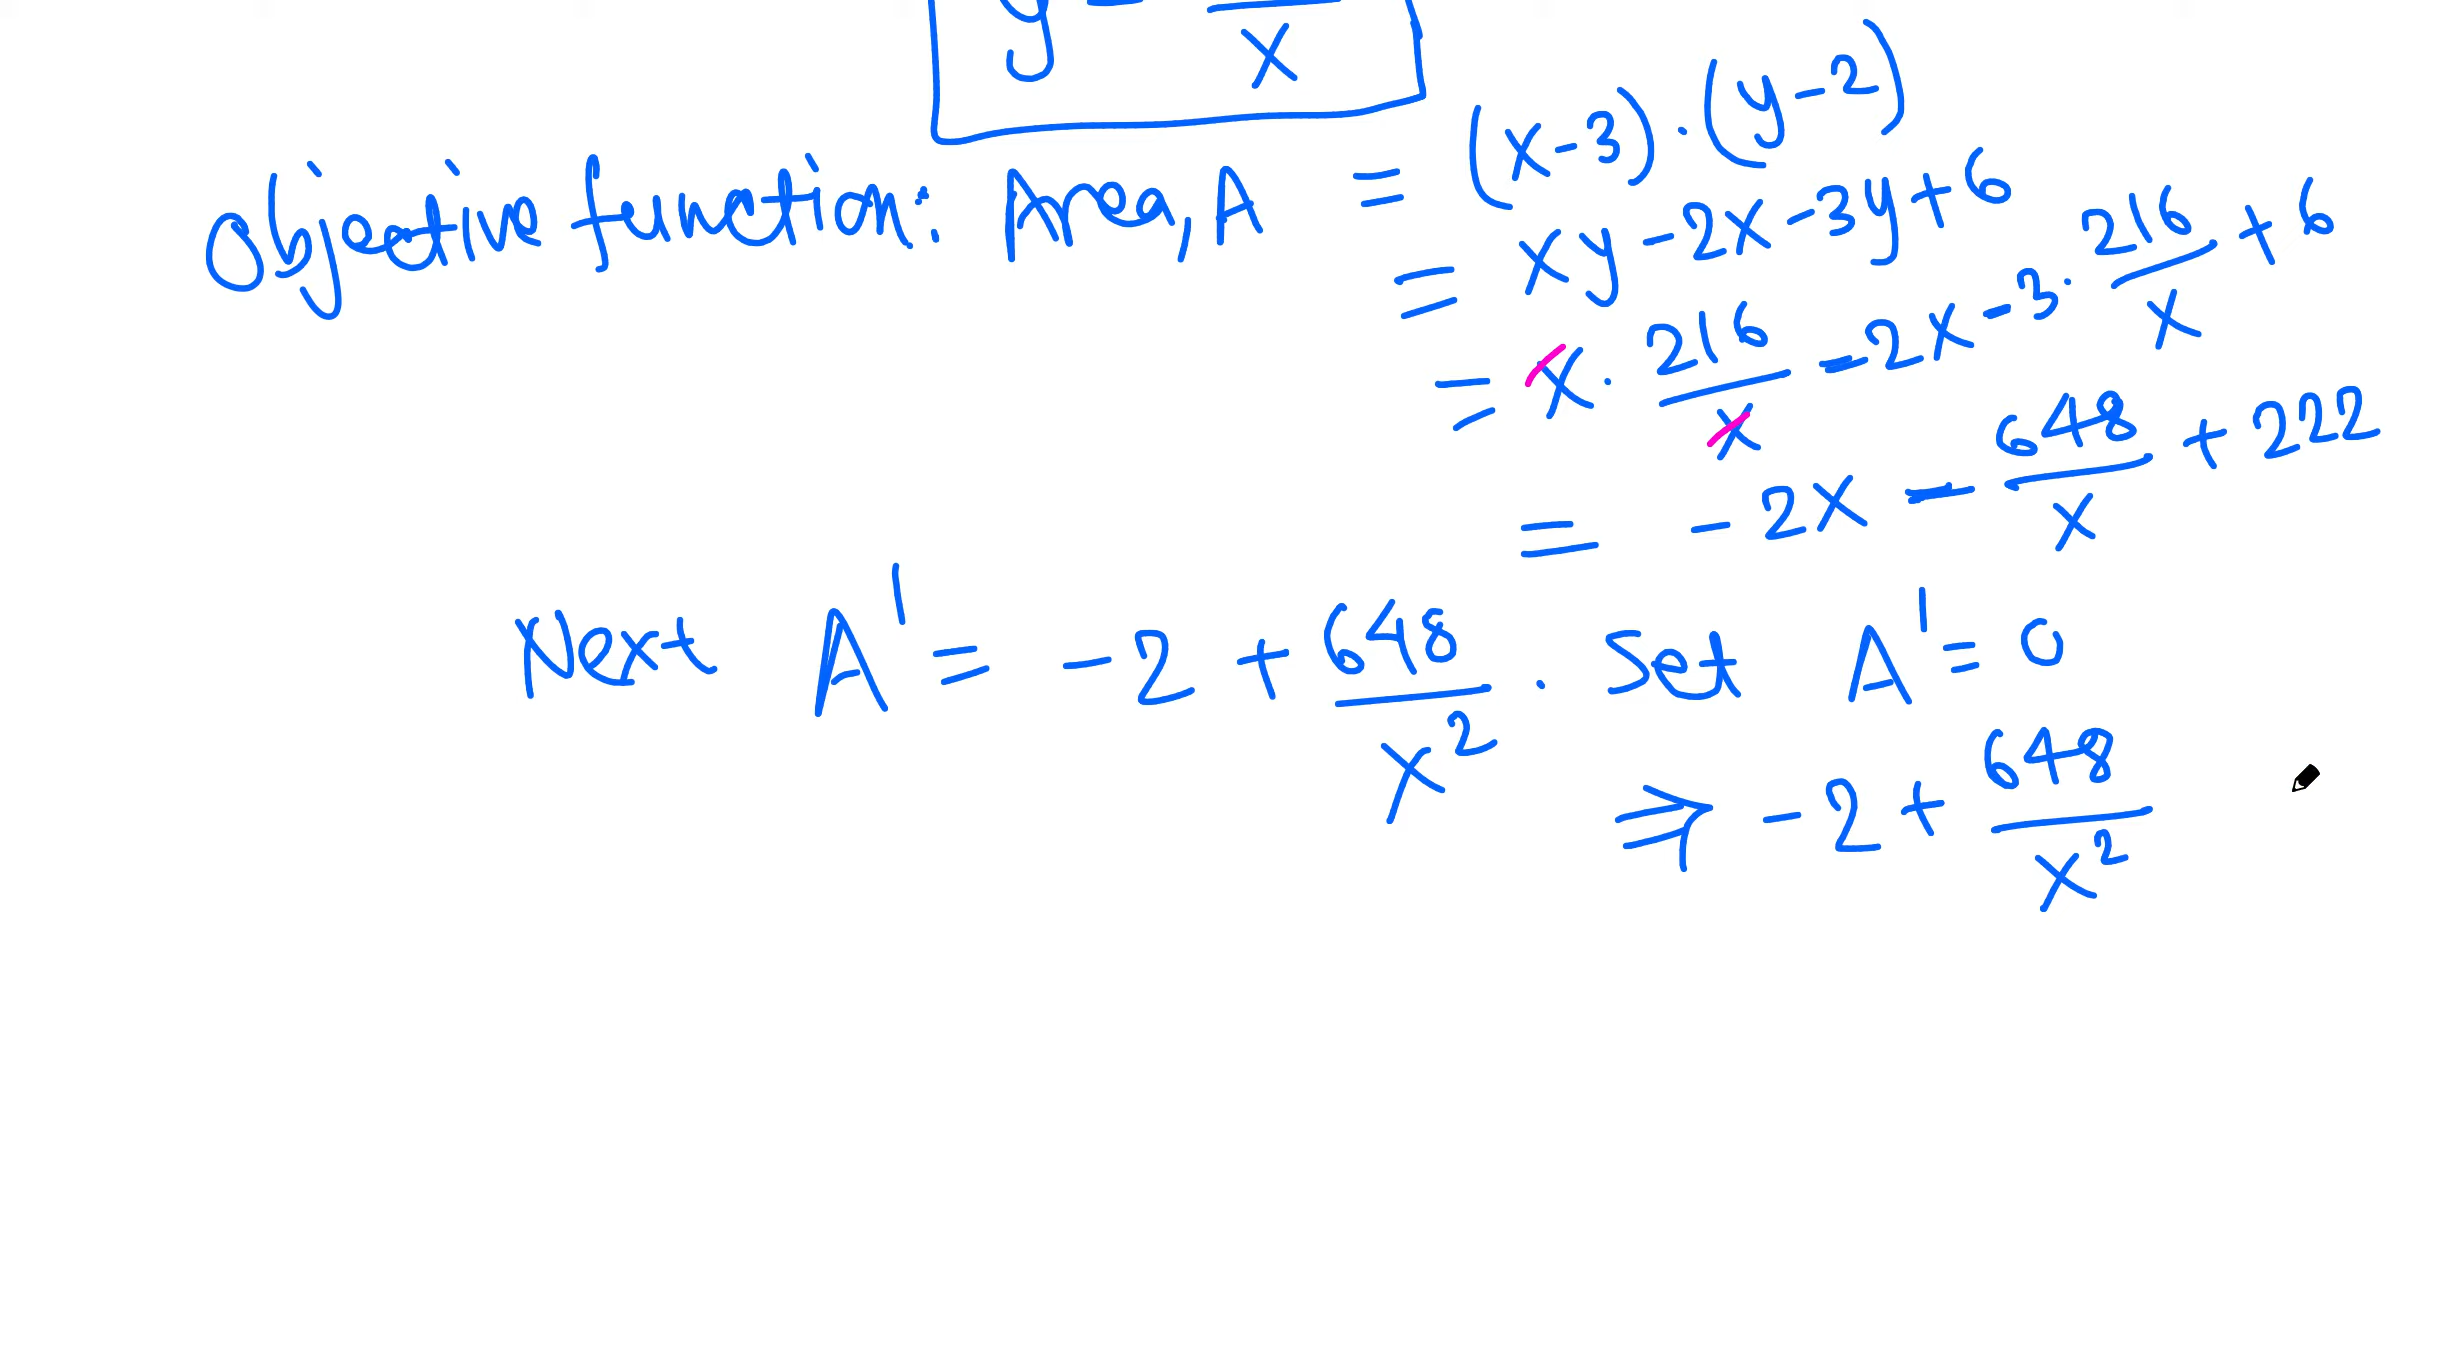 y = — x
Objective function: Area, A = (x-3)·(y-2)
= xy - 2x - 3y + 6
= x · 216/x - 2x - 3 · 216/x + 6
= -2x - 648/x + 222
Next A' = -2 + 648/x² . Set A' = 0
⇒ -2 + 648/x²